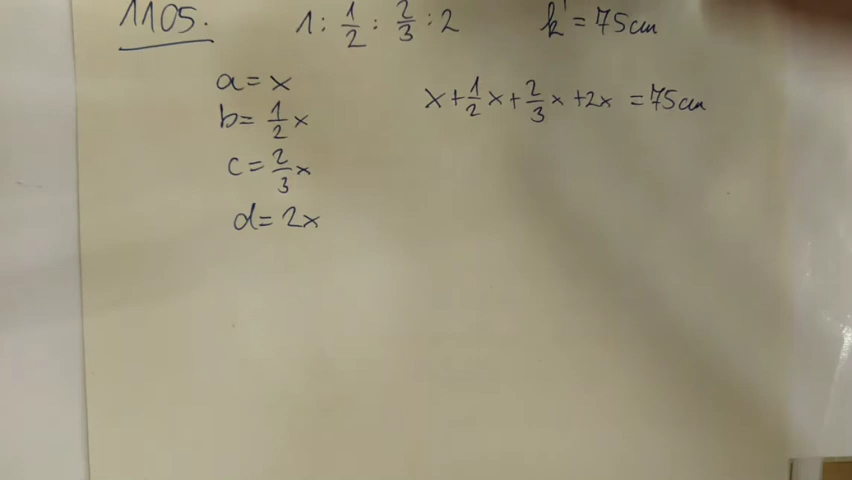 1105. 1 : 1/2 : 2/3 : 2 k' = 75cm
a = x
x + 1/2 x + 2/3 x + 2x = 75cm
b = 1/2 x
c = 2/3 x
d = 2x